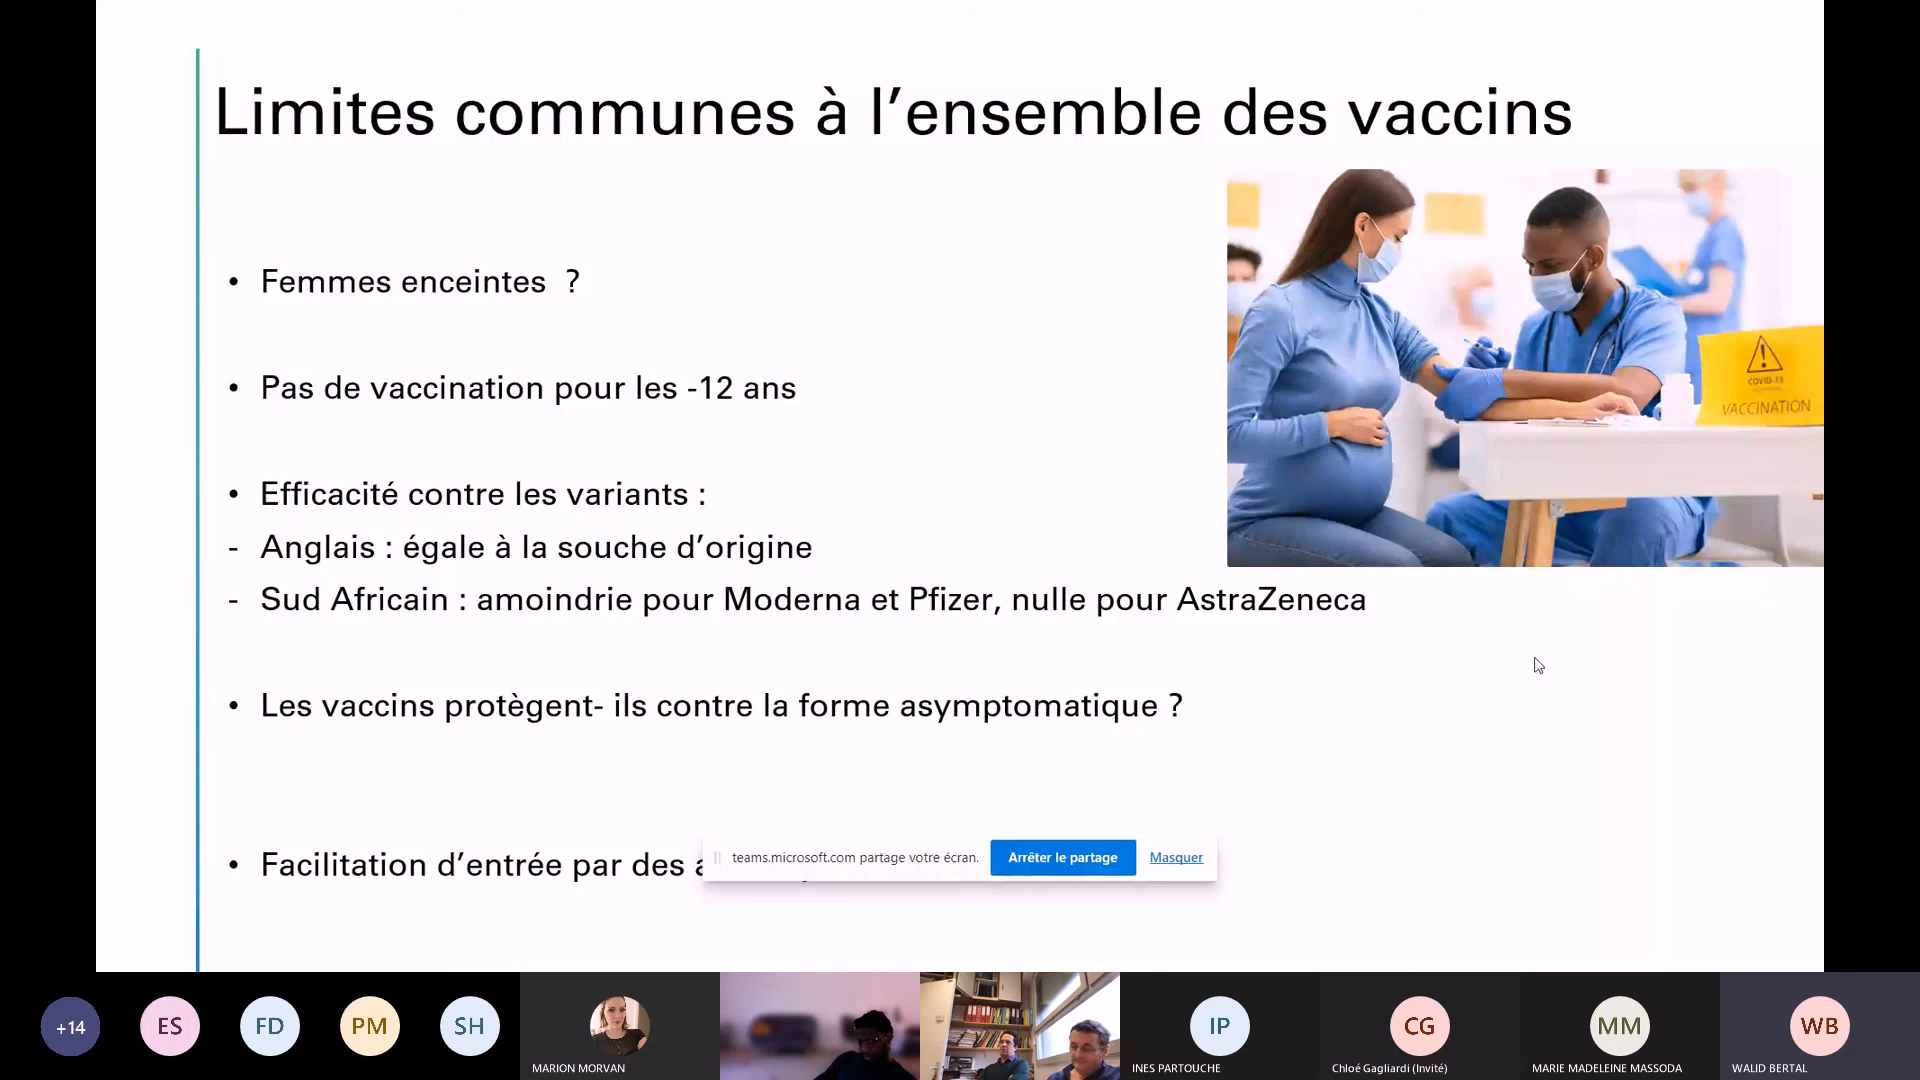 Limites communes à l’ensemble des vaccins
• Femmes enceintes ?
• Pas de vaccination pour les -12 ans
• Efficacité contre les variants :
- Anglais : égale à la souche d’origine
- Sud Africain : amoindrie pour Moderna et Pfizer, nulle pour AstraZeneca
• Les vaccins protègent- ils contre la forme asymptomatique ?
• Facilitation d’entrée par des
COVID-19
VACCINATION
teams.microsoft.com partage votre écran.
Arrêter le partage
Masquer
+14
ES
FD
PM
SH
MARION MORVAN
IP
INES PARTOUCHE
CG
Chloé Gagliardi (Invité)
MM
MARIE MADELEINE MASSODA
WB
WALID BERTAL